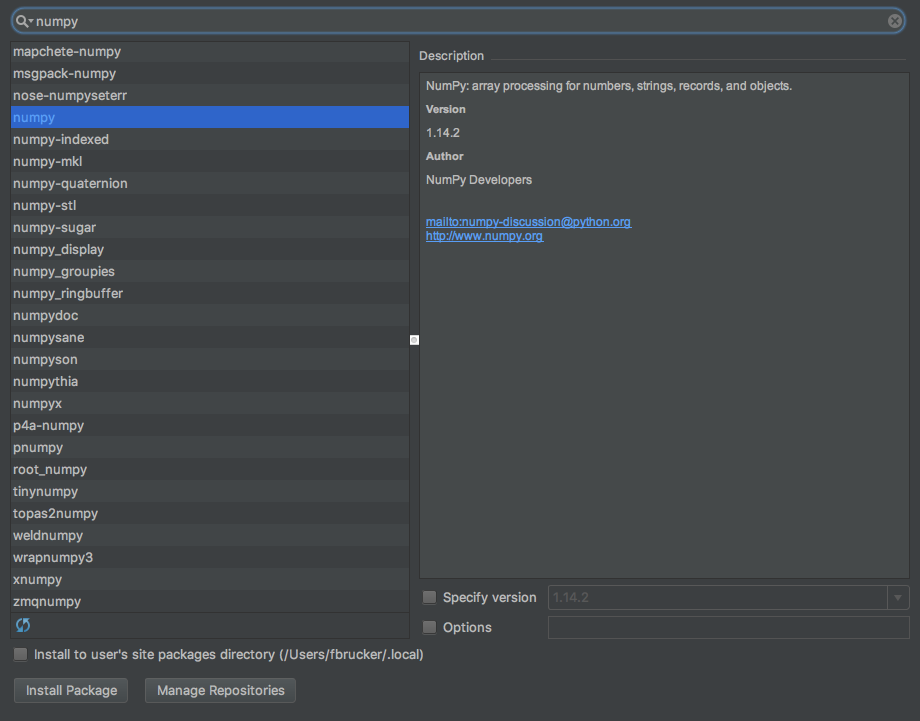 numpy
mapchete-numpy
msgpack-numpy
nose-numpyseterr
numpy
numpy-indexed
numpy-mkl
numpy-quaternion
numpy-stl
numpy-sugar
numpy_display
numpy_groupies
numpy_ringbuffer
numpydoc
numpysane
numpyson
numpythia
numpyx
p4a-numpy
pnumpy
root_numpy
tinynumpy
topas2numpy
weldnumpy
wrapnumpy3
xnumpy
zmqnumpy
Description
NumPy: array processing for numbers, strings, records, and objects.
Version
1.14.2
Author
NumPy Developers
mailto:numpy-discussion@python.org
http://www.numpy.org
Specify version 1.14.2
Options
Install to user's site packages directory (/Users/fbrucker/.local)
Install Package Manage Repositories